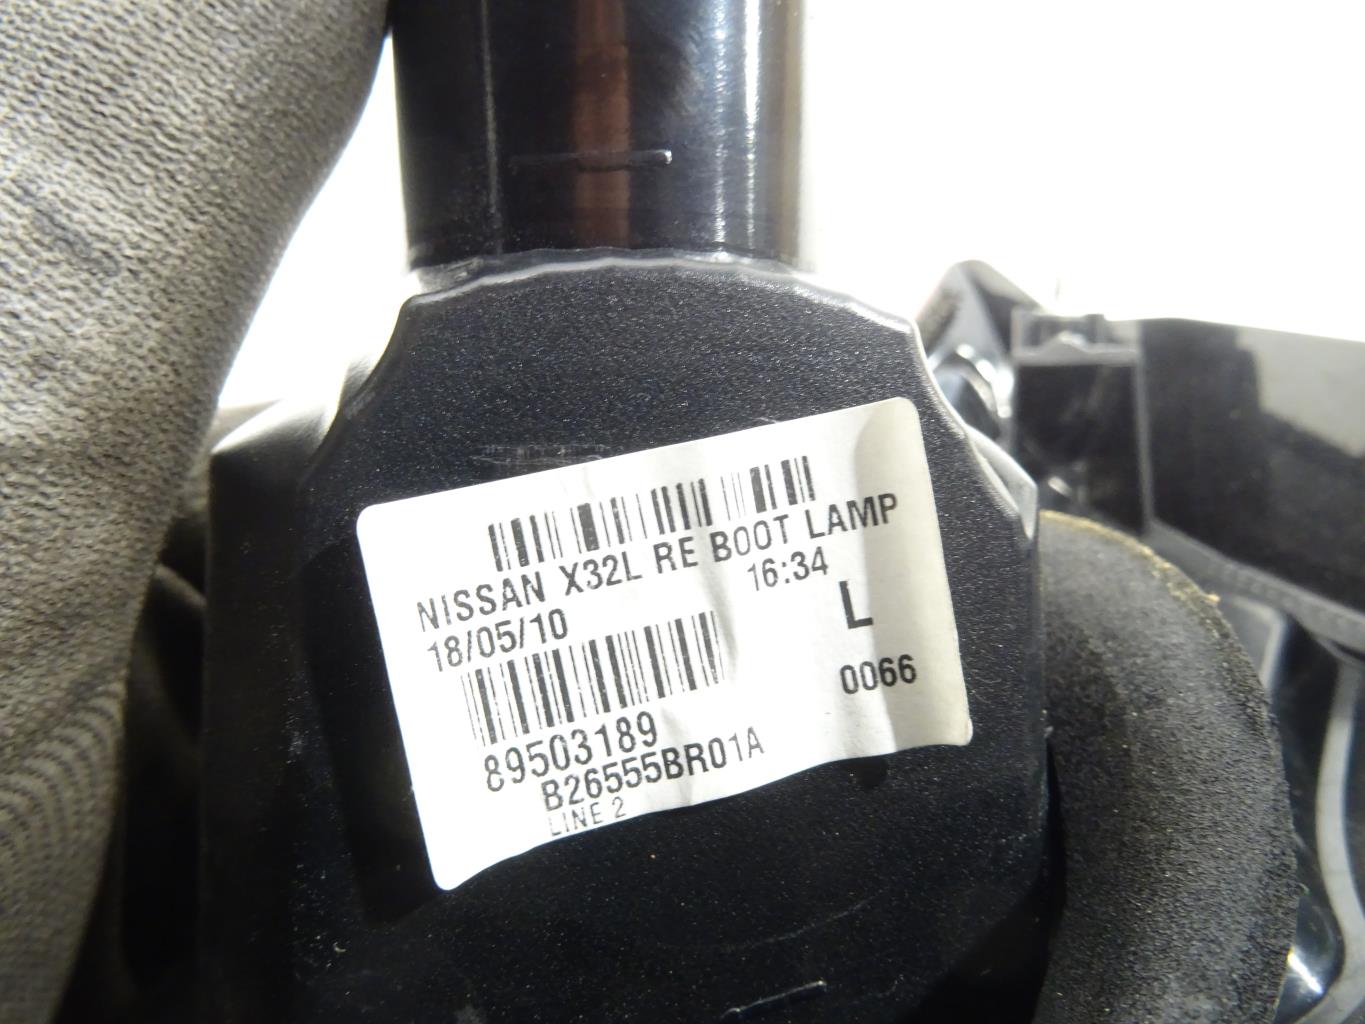 NISSAN X32L RE BOOT LAMP
18/05/10 16:34
L
89503189 0066
B26555BR01A
LINE 2